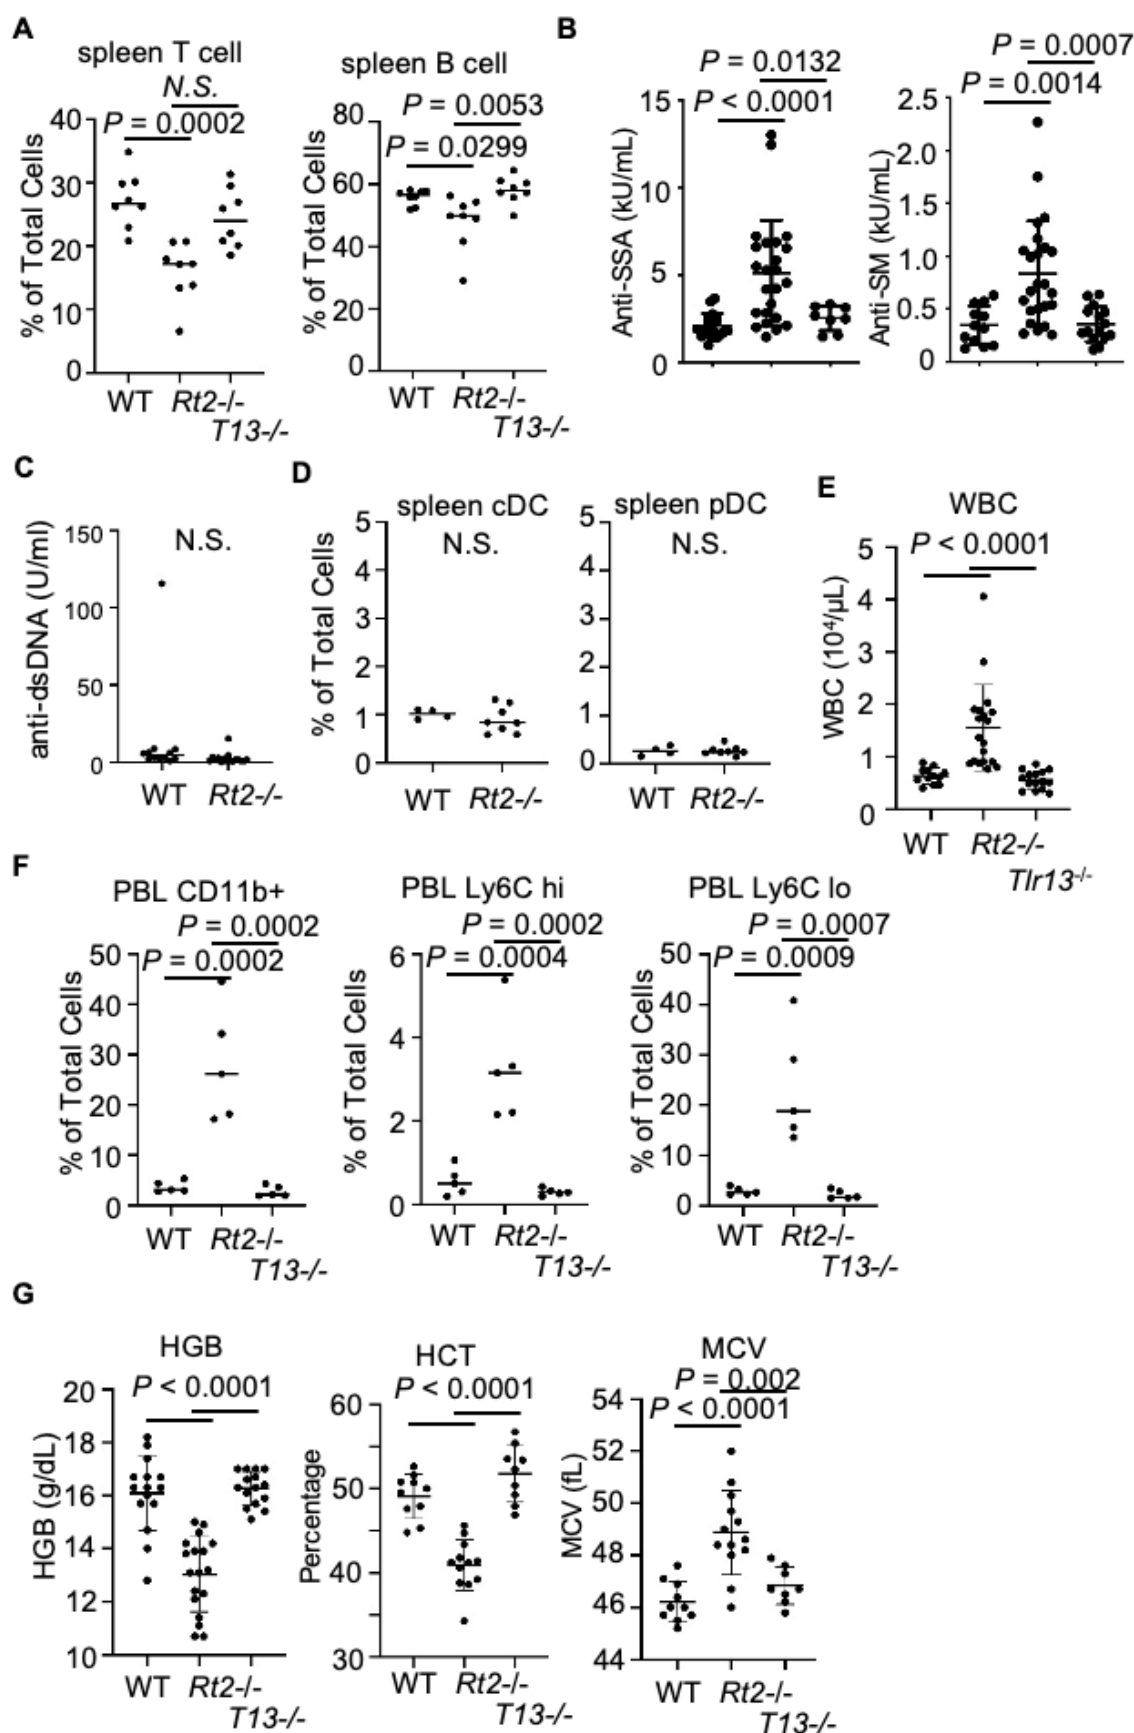 A
spleen T cell
N.S.
P = 0.0002
% of Total Cells
40
30
20
10
0
WT Rt2-/-
T13-/-
spleen B cell
P = 0.0053
P = 0.0299
% of Total Cells
80
60
40
20
0
WT Rt2-/-
T13-/-
B
P = 0.0132
P < 0.0001
Anti-SSA (kU/mL)
15
10
5
0
P = 0.0007
P = 0.0014
Anti-SM (kU/mL)
2.5
2.0
1.5
1.0
0.5
0
C
anti-dsDNA (U/ml)
N.S.
150
100
50
0
WT Rt2-/-
D
spleen cDC
N.S.
% of Total Cells
5
4
3
2
1
0
WT Rt2-/-
spleen pDC
N.S.
5
4
3
2
1
0
WT Rt2-/-
E
WBC
P < 0.0001
WBC (10⁴/µL)
5
4
3
2
1
0
WT Rt2-/-
Tlr13⁻/⁻
F
PBL CD11b+
P = 0.0002
P = 0.0002
% of Total Cells
50
40
30
20
10
0
WT Rt2-/-
T13-/-
PBL Ly6C hi
P = 0.0002
P = 0.0004
% of Total Cells
6
4
2
0
WT Rt2-/-
T13-/-
PBL Ly6C lo
P = 0.0007
P = 0.0009
% of Total Cells
50
40
30
20
10
0
WT Rt2-/-
T13-/-
G
HGB
P < 0.0001
HGB (g/dL)
20
18
16
14
12
10
WT Rt2-/-
T13-/-
HCT
P < 0.0001
Percentage
60
50
40
30
WT Rt2-/-
T13-/-
MCV
P = 0.002
P < 0.0001
MCV (fL)
54
52
50
48
46
44
WT Rt2-/-
T13-/-